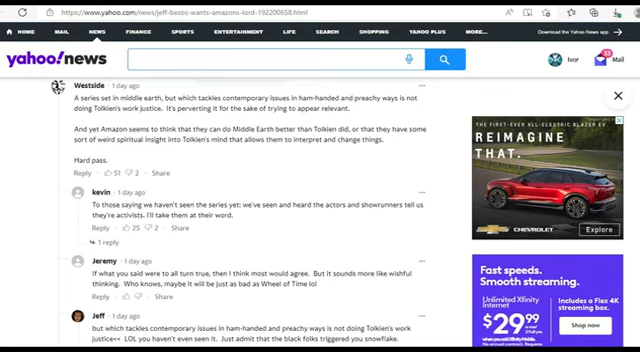 https://www.yahoo.com/news/jeff-bezos-wants-amazons-lord-192200658.html
HOME MAIL NEWS FINANCE SPORTS ENTERTAINMENT LIFE SEARCH SHOPPING YAHOO PLUS MORE... Download the Yahoo News app
yahoo!news
Ivor 33 Mail
Westside · 1 day ago
A series set in middle earth, but which tackles contemporary issues in ham-handed and preachy ways is not
doing Tolkien's work justice. It's perverting it for the sake of trying to appear relevant.
And yet Amazon seems to think that they can do Middle Earth better than Tolkien did, or that they have some
sort of weird spiritual insight into Tolkien's mind that allows them to interpret and change things.
Hard pass.
Reply 51 2 Share
kevin · 1 day ago
To those saying we haven't seen the series yet: we've seen and heard the actors and showrunners tell us
they're activists. I'll take them at their word.
Reply 25 2 Share
1 reply
Jeremy · 1 day ago
If what you said were to all turn true, then I think most would agree. But it sounds more like wishful
thinking. Who knows, maybe it will be just as bad as Wheel of Time lol
Reply Share
Jeff · 1 day ago
but which tackles contemporary issues in ham-handed and preachy ways is not doing Tolkien's work
justice<< LOL you haven't even seen it. Just admit that the black folks triggered you snowflake.
THE FIRST-EVER ALL-ELECTRIC BLAZER EV
REIMAGINE
THAT.
CHEVROLET
Explore
Fast speeds.
Smooth streaming.
Unlimited Xfinity
Internet
$29.99
Includes a Flex 4K
streaming box.
Shop now